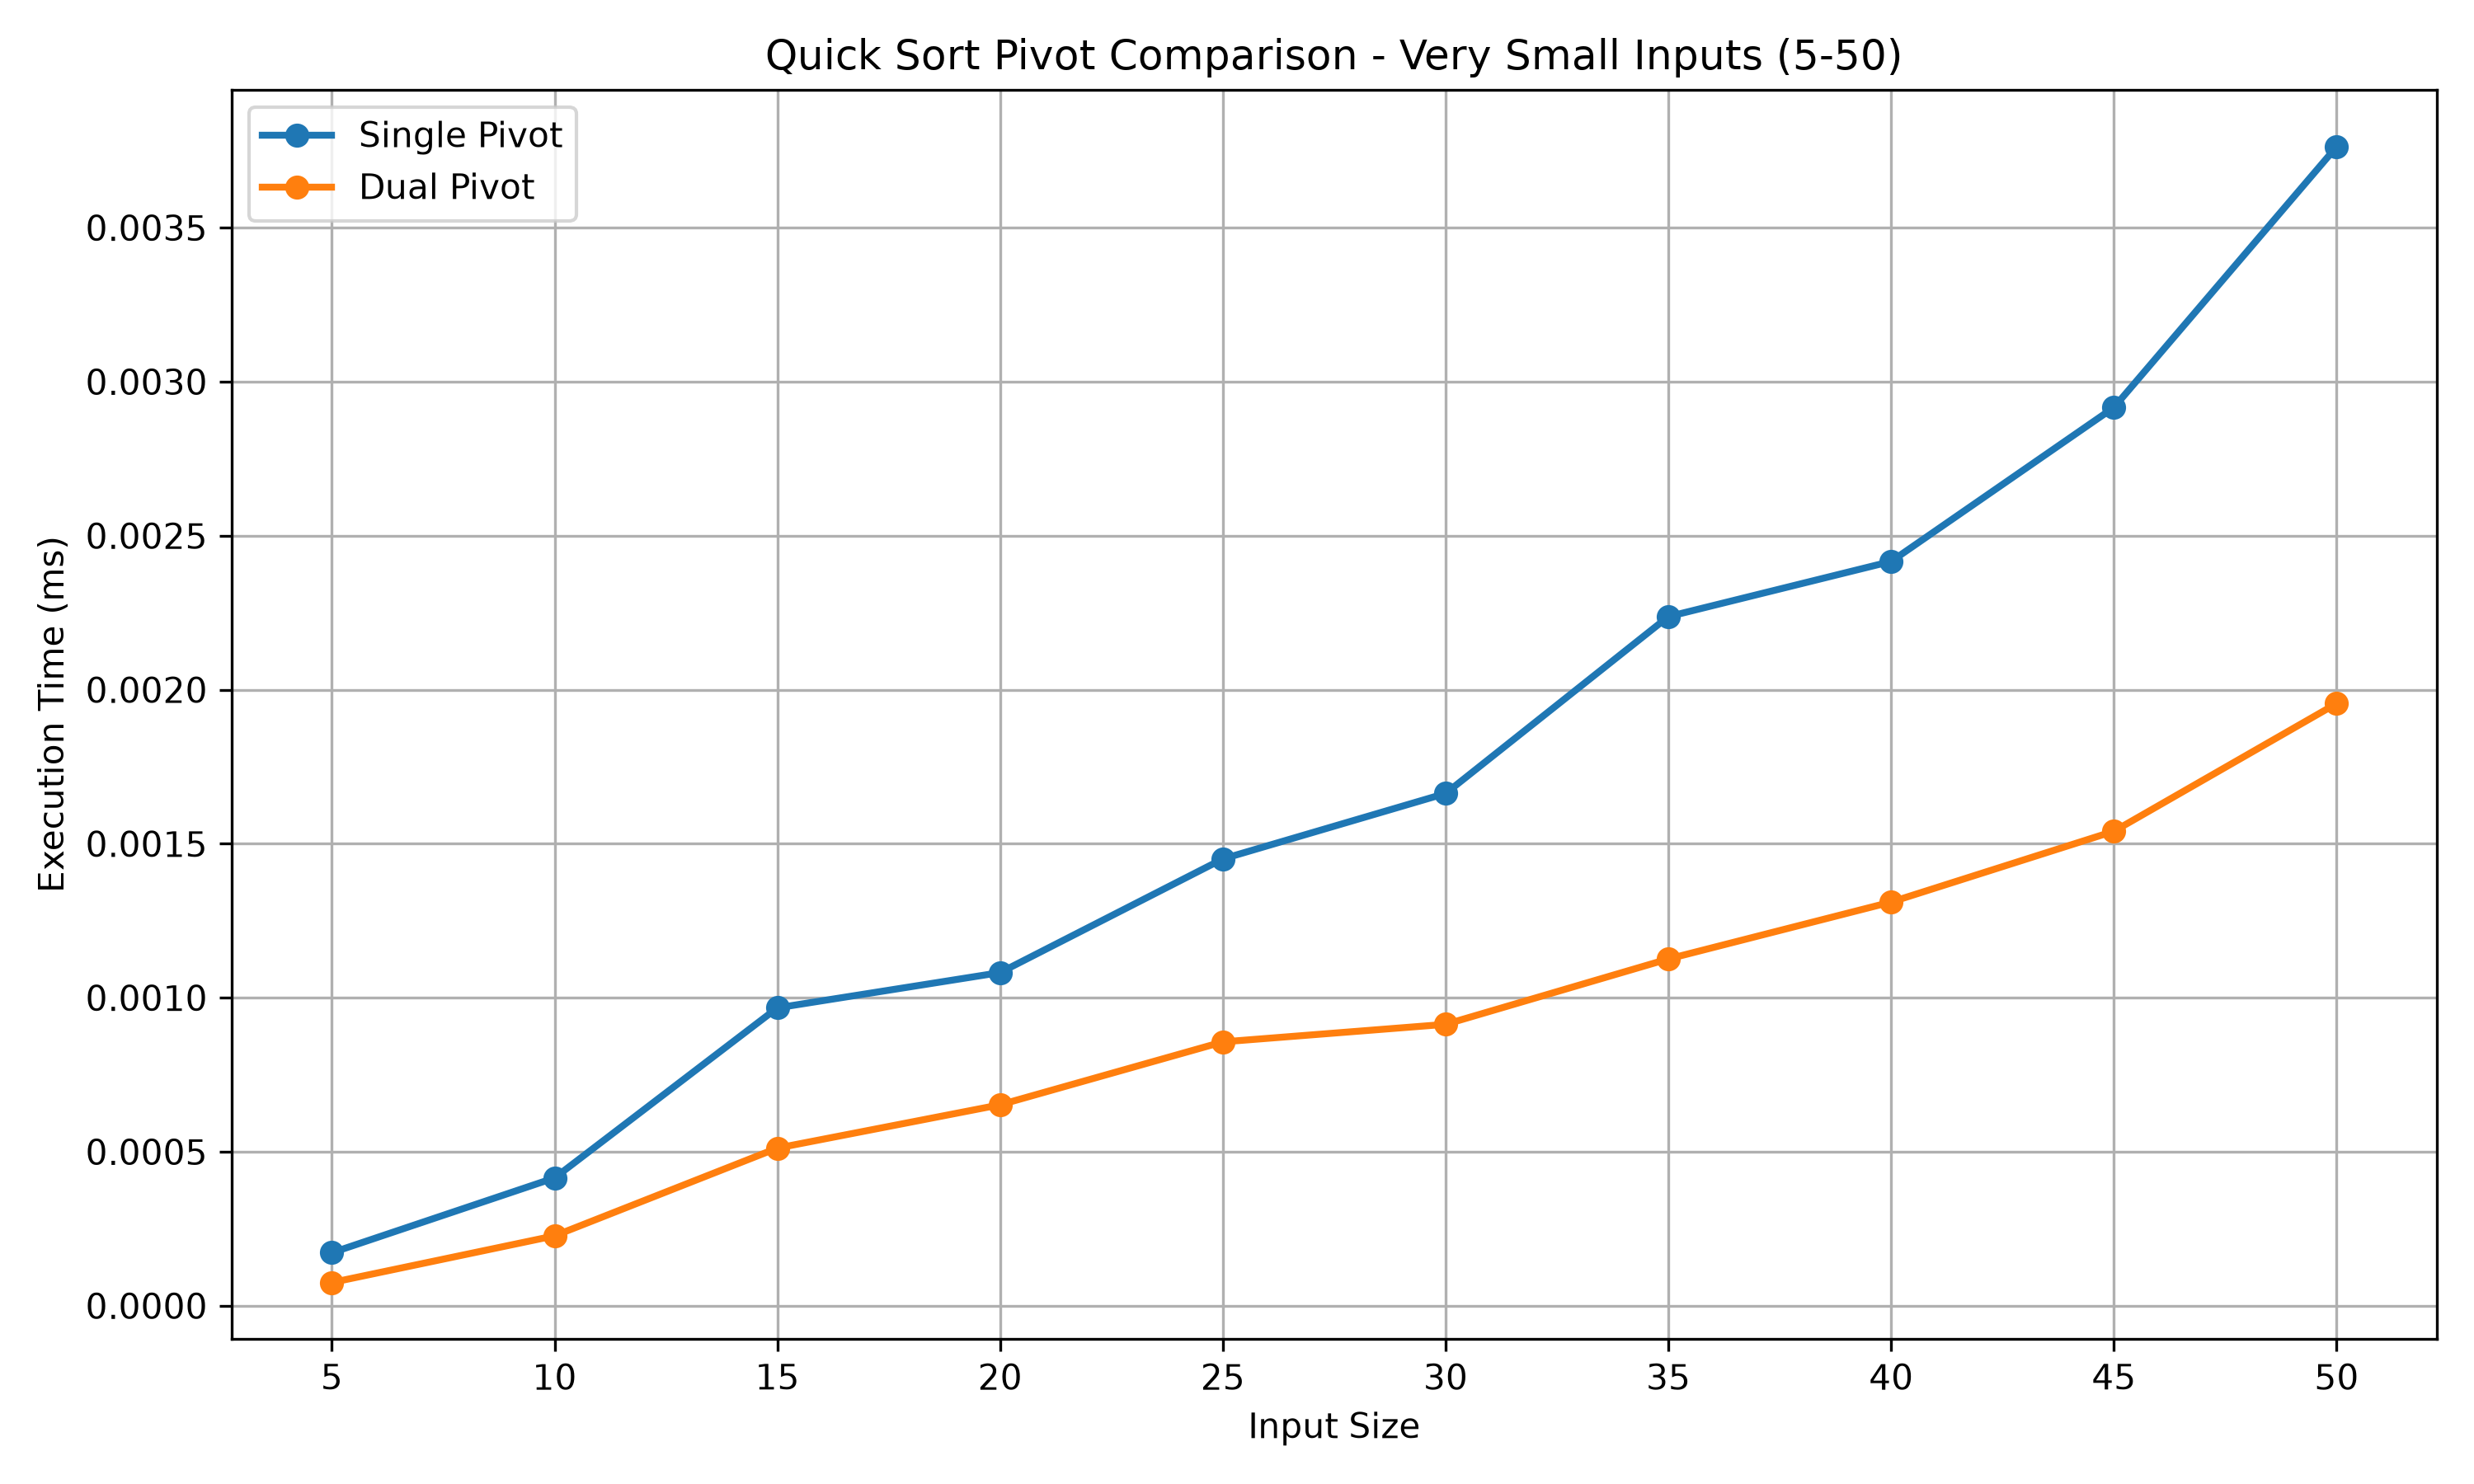 Quick Sort Pivot Comparison - Very Small Inputs (5-50)
Single Pivot
Dual Pivot
Execution Time (ms)
0.0035
0.0030
0.0025
0.0020
0.0015
0.0010
0.0005
0.0000
5 10 15 20 25 30 35 40 45 50
Input Size